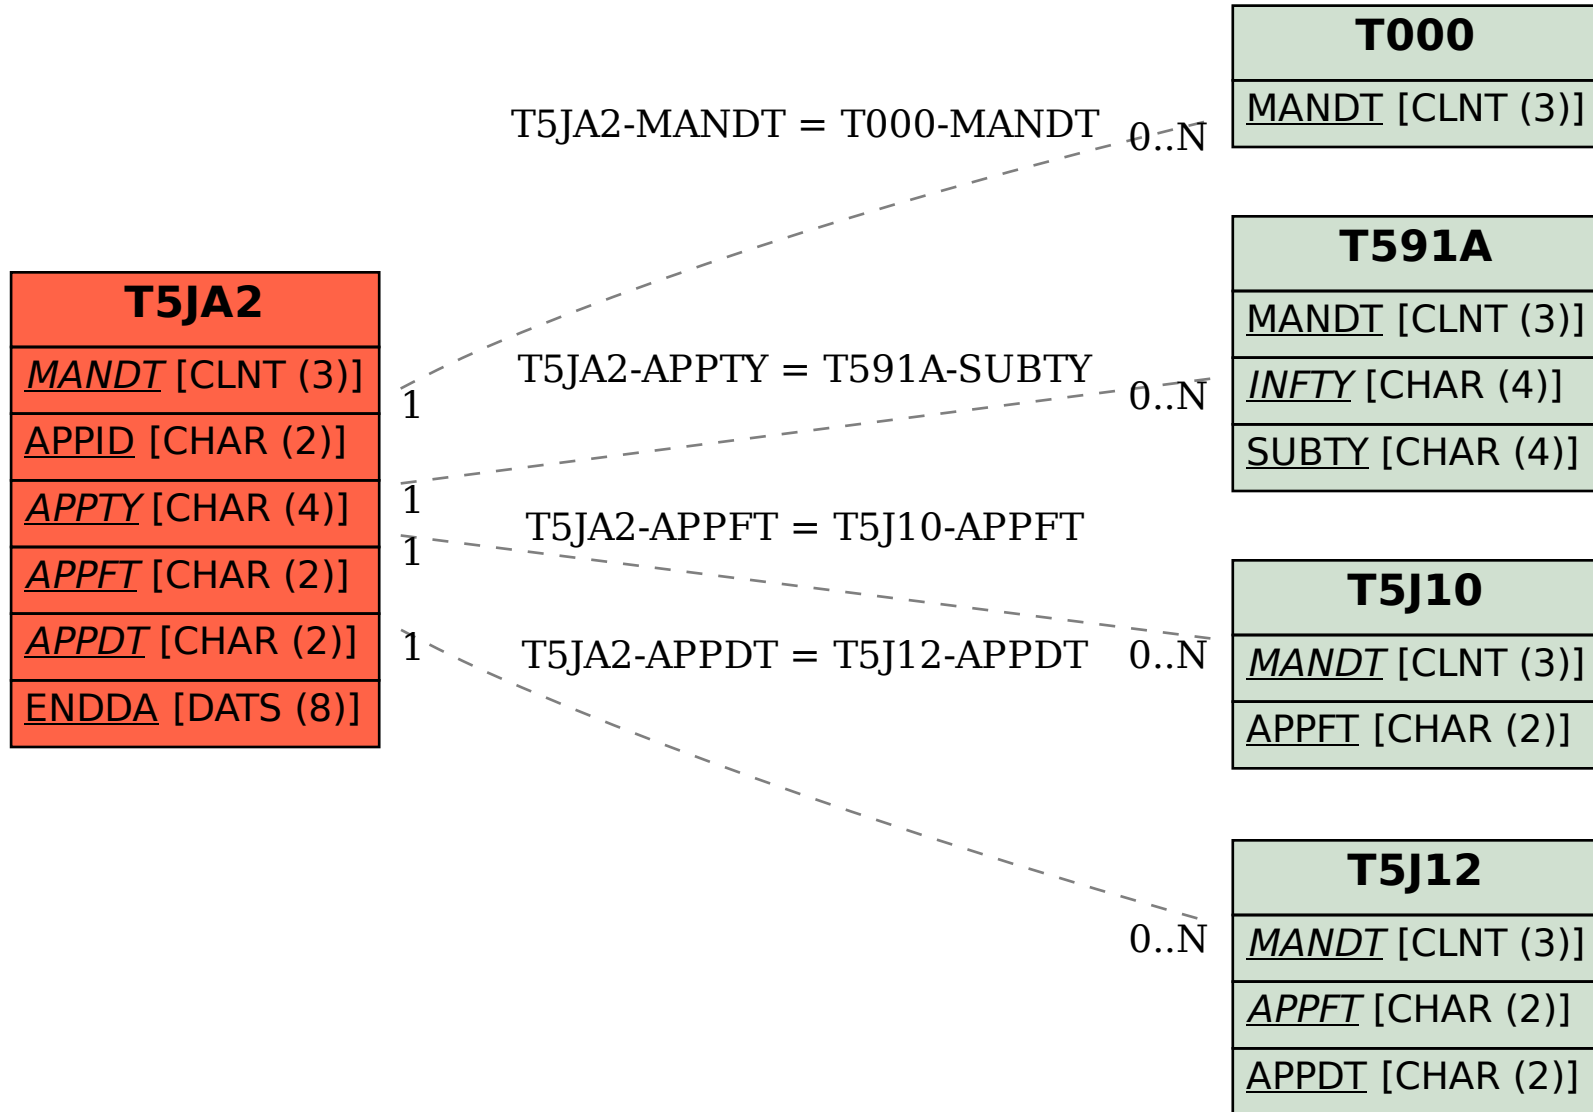 T000
MANDT [CLNT (3)]
T5JA2-MANDT = T000-MANDT
0..N
T591A
MANDT [CLNT (3)]
INFTY [CHAR (4)]
SUBTY [CHAR (4)]
T5JA2
MANDT [CLNT (3)]
APPID [CHAR (2)]
APPTY [CHAR (4)]
APPFT [CHAR (2)]
APPDT [CHAR (2)]
ENDDA [DATS (8)]
1
T5JA2-APPTY = T591A-SUBTY
0..N
1
T5JA2-APPFT = T5J10-APPFT
1
T5J10
MANDT [CLNT (3)]
APPFT [CHAR (2)]
1
T5JA2-APPDT = T5J12-APPDT
0..N
0..N
T5J12
MANDT [CLNT (3)]
APPFT [CHAR (2)]
APPDT [CHAR (2)]